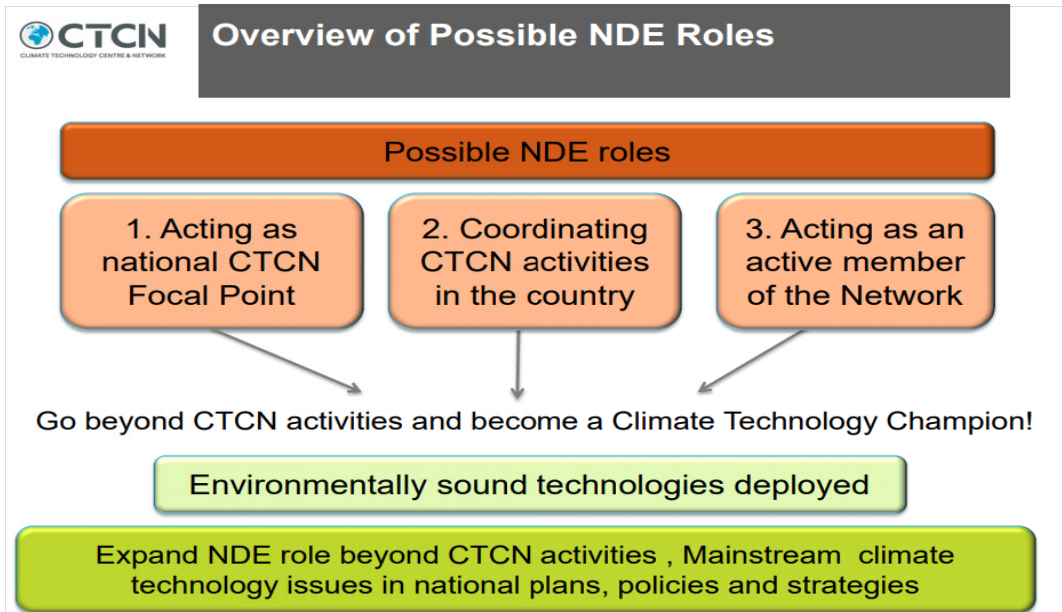 CTCN
CLIMATE TECHNOLOGY CENTRE & NETWORK
Overview of Possible NDE Roles
Possible NDE roles
1. Acting as
national CTCN
Focal Point
2. Coordinating
CTCN activities
in the country
3. Acting as an
active member
of the Network
Go beyond CTCN activities and become a Climate Technology Champion!
Environmentally sound technologies deployed
Expand NDE role beyond CTCN activities , Mainstream climate
technology issues in national plans, policies and strategies